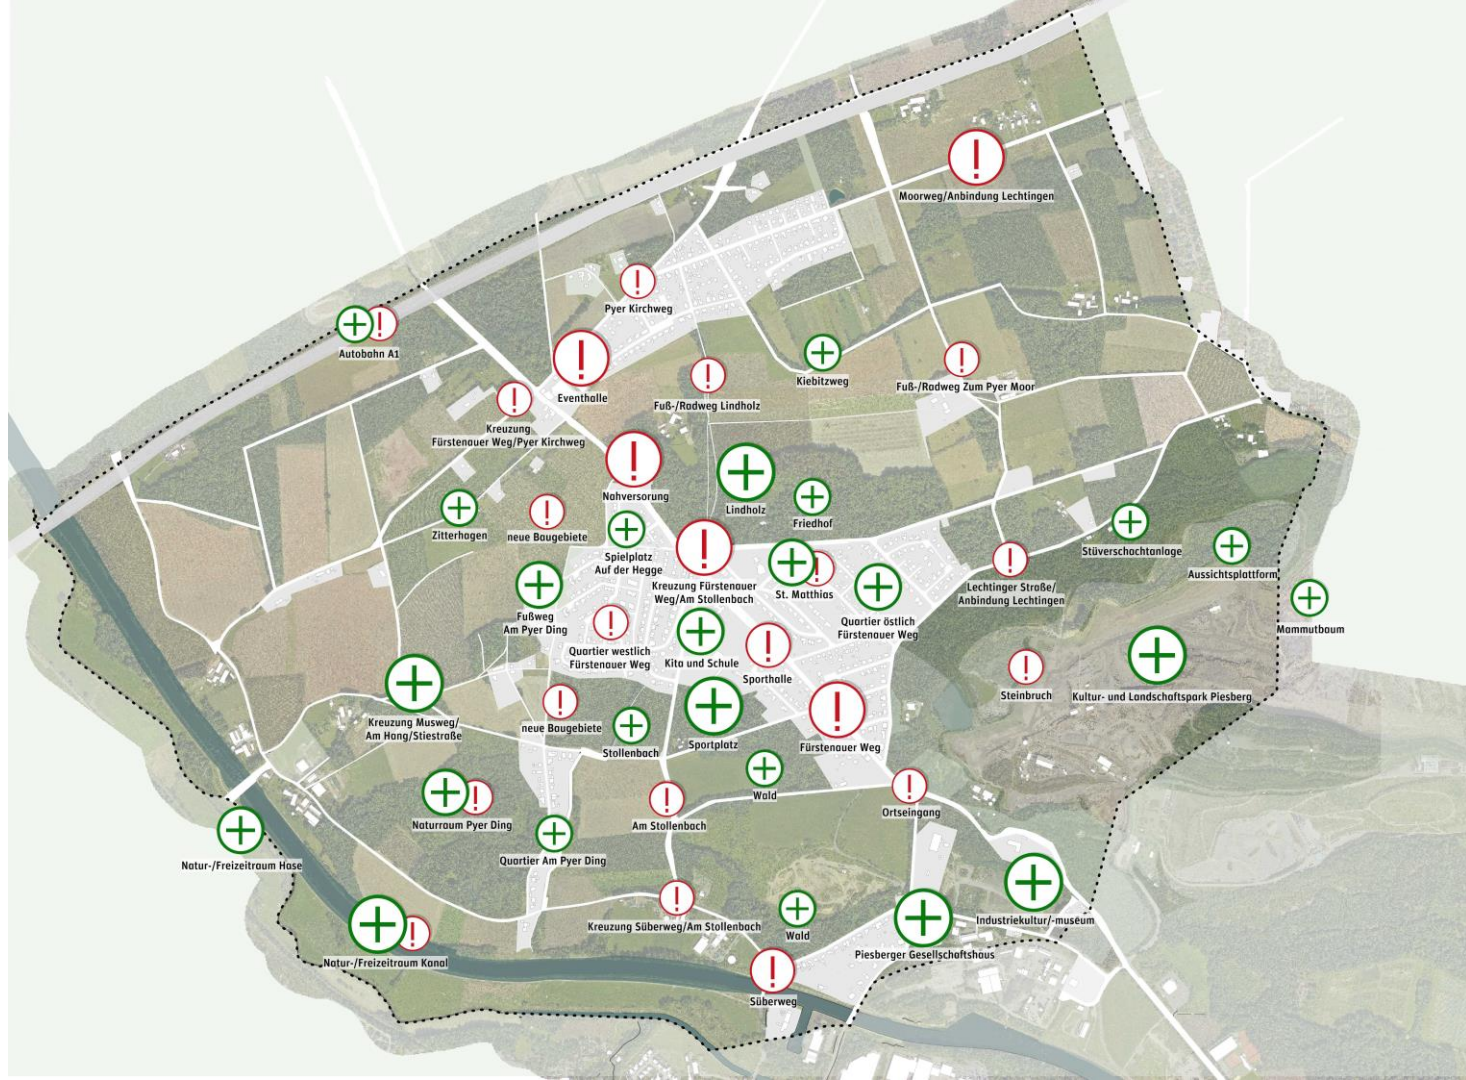 Moorweg/Anbindung Lechtingen
Pyer Kirchweg
Autobahn A1
Kiebitzweg
Fuß-/Radweg Zum Pyer Moor
Eventhalle
Fuß-/Radweg Lindholz
Kreuzung
Fürstenauer Weg/Pyer Kirchweg
Nahversorung
Lindholz
Friedhof
Zitterhagen
neue Baugebiete
Spielplatz
Auf der Hegge
Stüverschachtanlage
Aussichtsplattform
Kreuzung Fürstenauer
Weg/Am Stollenbach
St. Matthias
Lechtinger Straße/
Anbindung Lechtingen
Fußweg
Am Pyer Ding
Quartier östlich
Fürstenauer Weg
Mammutbaum
Quartier westlich
Fürstenauer Weg
Kita und Schule
Sporthalle
Steinbruch
Kultur- und Landschaftspark Piesberg
Kreuzung Musweg/
Am Hang/Stiestraße
neue Baugebiete
Stollenbach
Sportplatz
Fürstenauer Weg
Wald
Naturraum Pyer Ding
Am Stollenbach
Ortseingang
Natur-/Freizeitraum Hase
Quartier Am Pyer Ding
Kreuzung Süberweg/Am Stollenbach
Wald
Industriekultur/-museum
Natur-/Freizeitraum Kanal
Piesberger Gesellschaftshaus
Süberweg